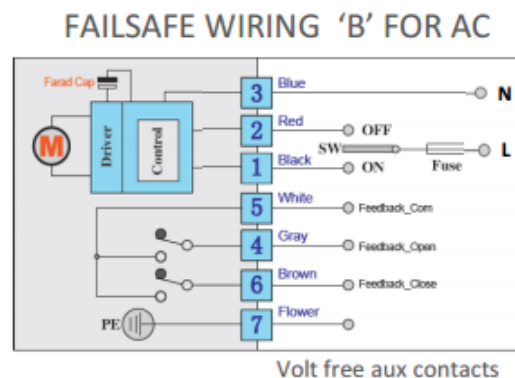 FAILSAFE WIRING 'B' FOR AC
Farad Cap
M
Driver
Control
3 Blue N
2 Red OFF
SW L
1 Black ON Fuse
5 White Feedback_Com
4 Gray Feedback_Open
6 Brown Feedback_Close
PE 7 Flower
Volt free aux contacts